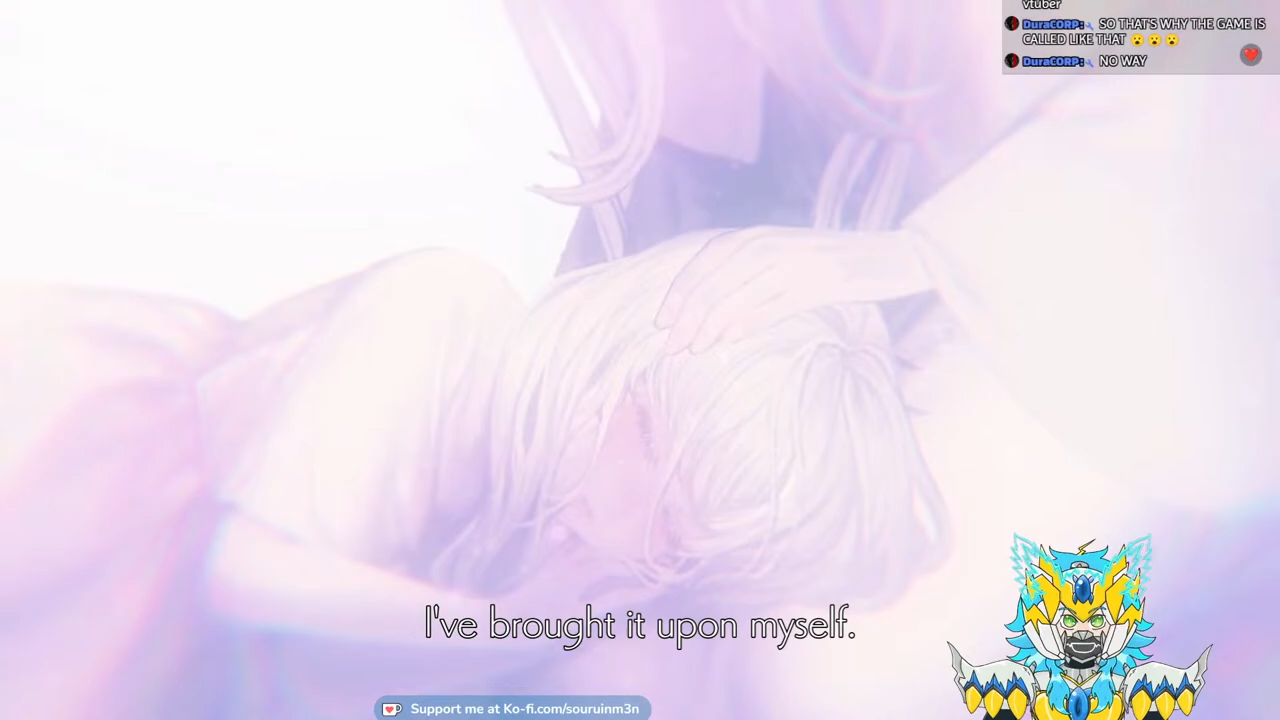 vtuber
DuraCORP: SO THAT'S WHY THE GAME IS
CALLED LIKE THAT 😮 😮 😮
DuraCORP: NO WAY
I've brought it upon myself.
Support me at Ko-fi.com/souruinm3n